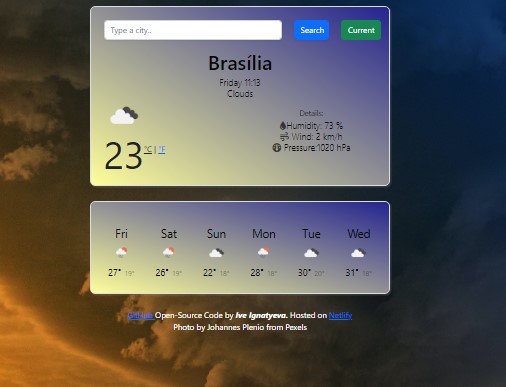 Type a city.. Search Current
Brasília
Friday 11:13
Clouds
Details:
Humidity: 73 %
Wind: 2 km/h
Pressure:1020 hPa
23 °C | °F
Fri Sat Sun Mon Tue Wed
27° 19° 26° 19° 22° 18° 28° 18° 30° 20° 31° 18°
GitHub Open-Source Code by Ive Ignatyeva. Hosted on Netlify
Photo by Johannes Plenio from Pexels